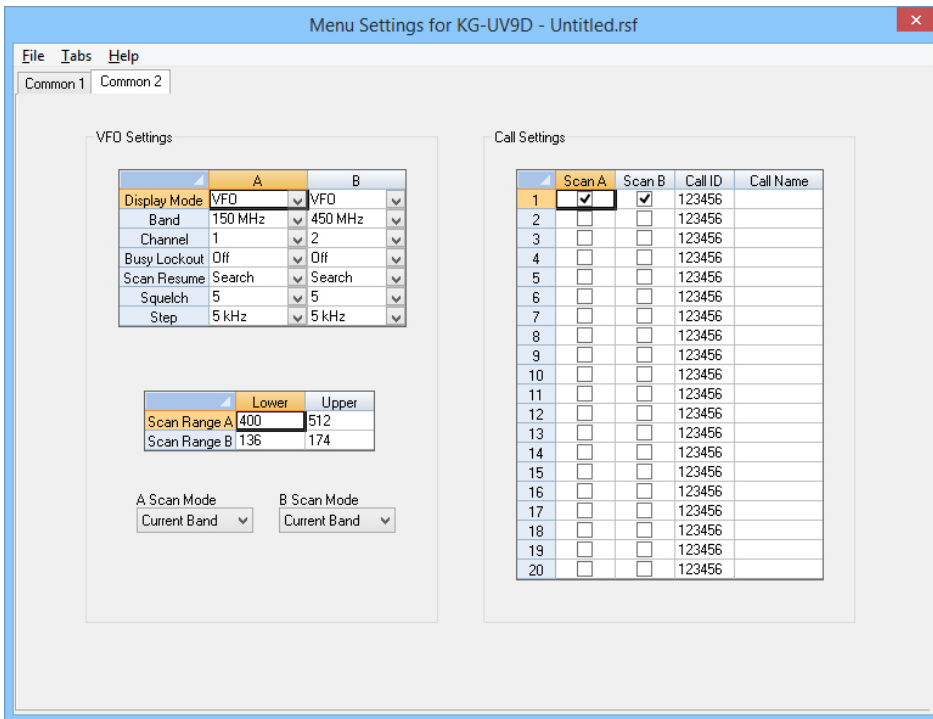 Menu Settings for KG-UV9D - Untitled.rsf
File Tabs Help
Common 1 Common 2
VFO Settings
A B
Display Mode VFO VFO
Band 150 MHz 450 MHz
Channel 1 2
Busy Lockout Off Off
Scan Resume Search Search
Squelch 5 5
Step 5 kHz 5 kHz
Lower Upper
Scan Range A 400 512
Scan Range B 136 174
A Scan Mode B Scan Mode
Current Band Current Band
Call Settings
Scan A Scan B Call ID Call Name
1 123456
2 123456
3 123456
4 123456
5 123456
6 123456
7 123456
8 123456
9 123456
10 123456
11 123456
12 123456
13 123456
14 123456
15 123456
16 123456
17 123456
18 123456
19 123456
20 123456